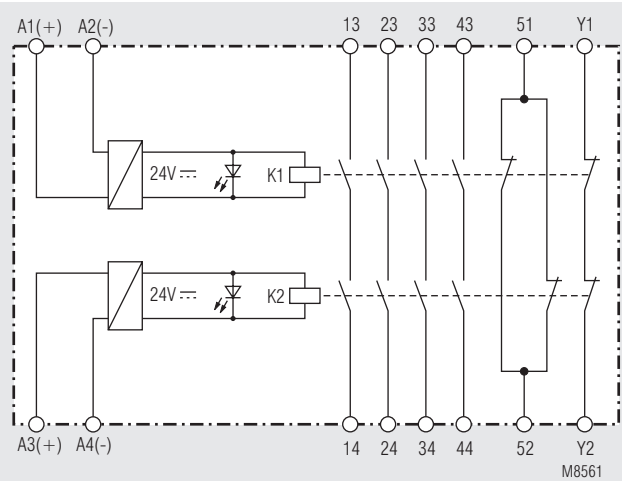 A1(+) A2(-) 13 23 33 43 51 Y1
24V K1
24V K2
A3(+) A4(-) 14 24 34 44 52 Y2
M8561